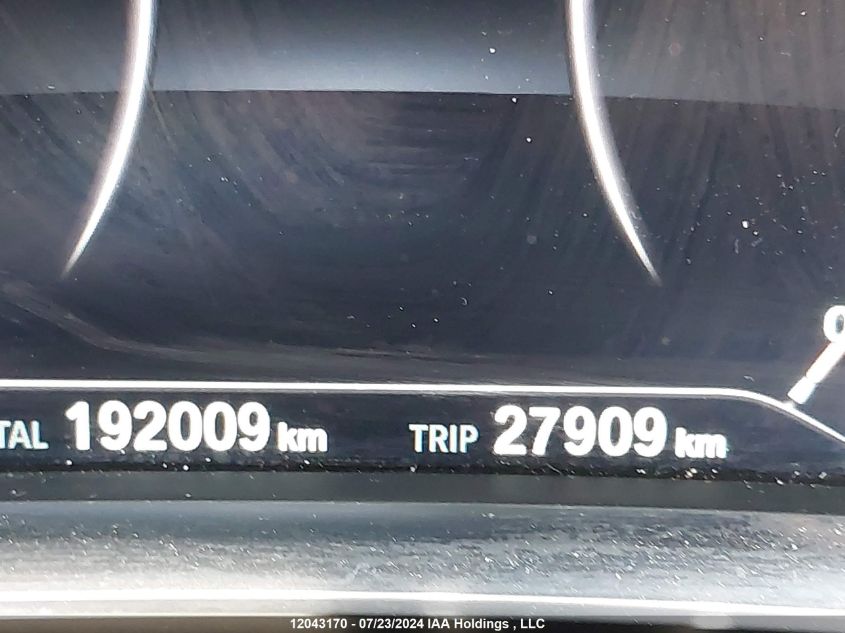 TAL 192009 km TRIP 27909 km
12043170 - 07/23/2024 IAA Holdings , LLC